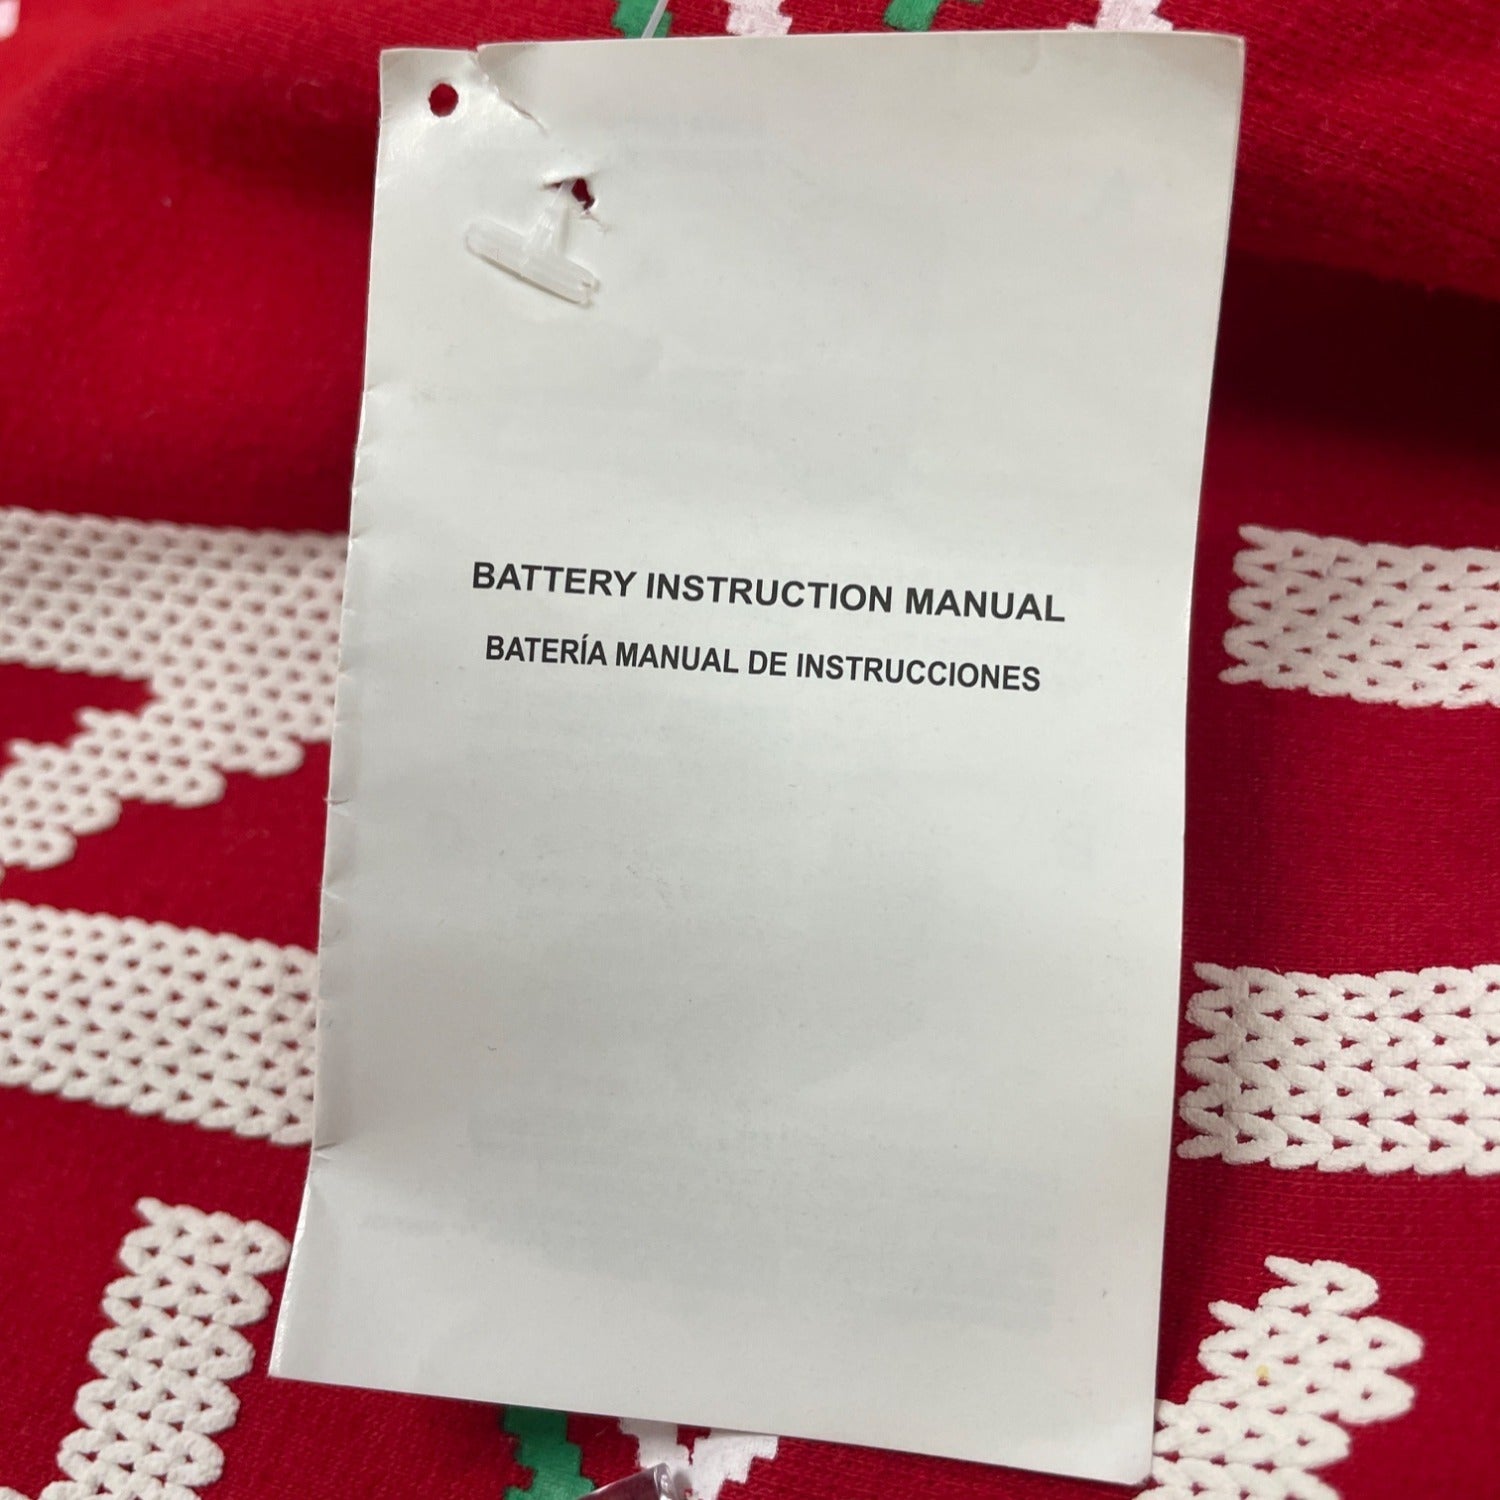 BATTERY INSTRUCTION MANUAL
BATERÍA MANUAL DE INSTRUCCIONES